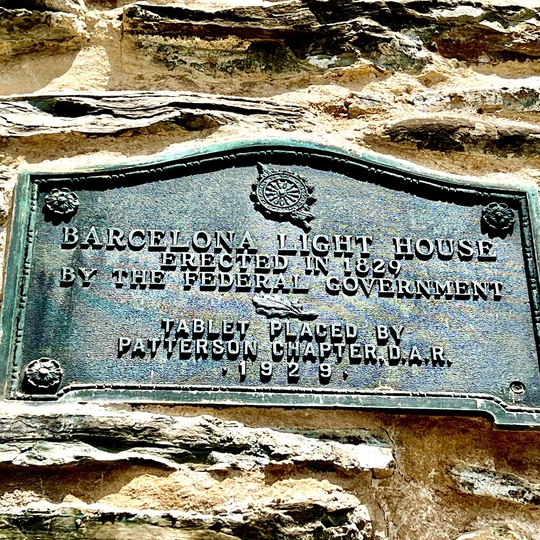 BARCELONA LIGHT HOUSE
ERECTED IN 1829
BY THE FEDERAL GOVERNMENT
TABLET PLACED BY
PATTERSON CHAPTER, D.A.R.
· 1929 ·